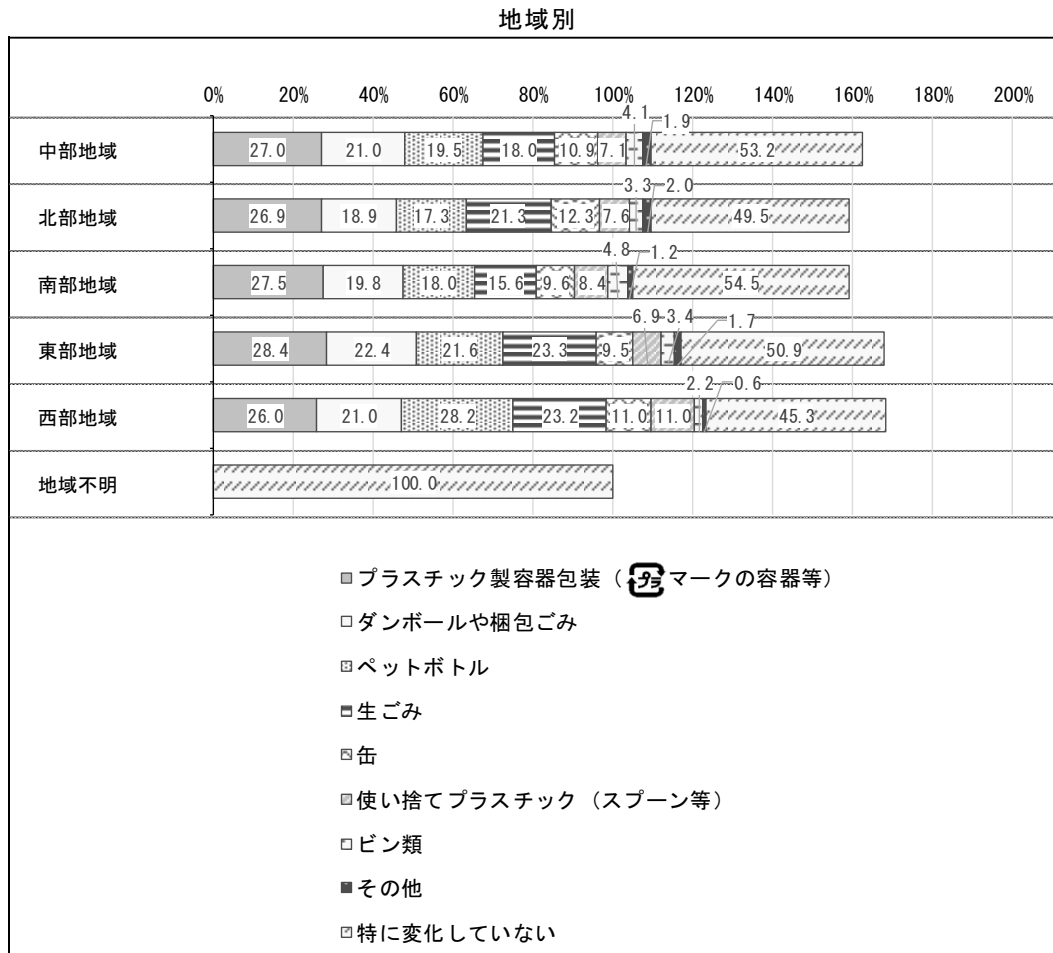 地域別
0% 20% 40% 60% 80% 100% 120% 140% 160% 180% 200%
4.1 1.9
中部地域 27.0 21.0 19.5 18.0 10.9 7.1 53.2
3.3 2.0
北部地域 26.9 18.9 17.3 21.3 12.3 7.6 49.5
4.8 1.2
南部地域 27.5 19.8 18.0 15.6 9.6 8.4 54.5
6.9 3.4 1.7
東部地域 28.4 22.4 21.6 23.3 9.5 50.9
2.2 0.6
西部地域 26.0 21.0 28.2 23.2 11.0 11.0 45.3
地域不明 100.0
プラスチック製容器包装（プラマークの容器等）
ダンボールや梱包ごみ
ペットボトル
生ごみ
缶
使い捨てプラスチック（スプーン等）
ビン類
その他
特に変化していない